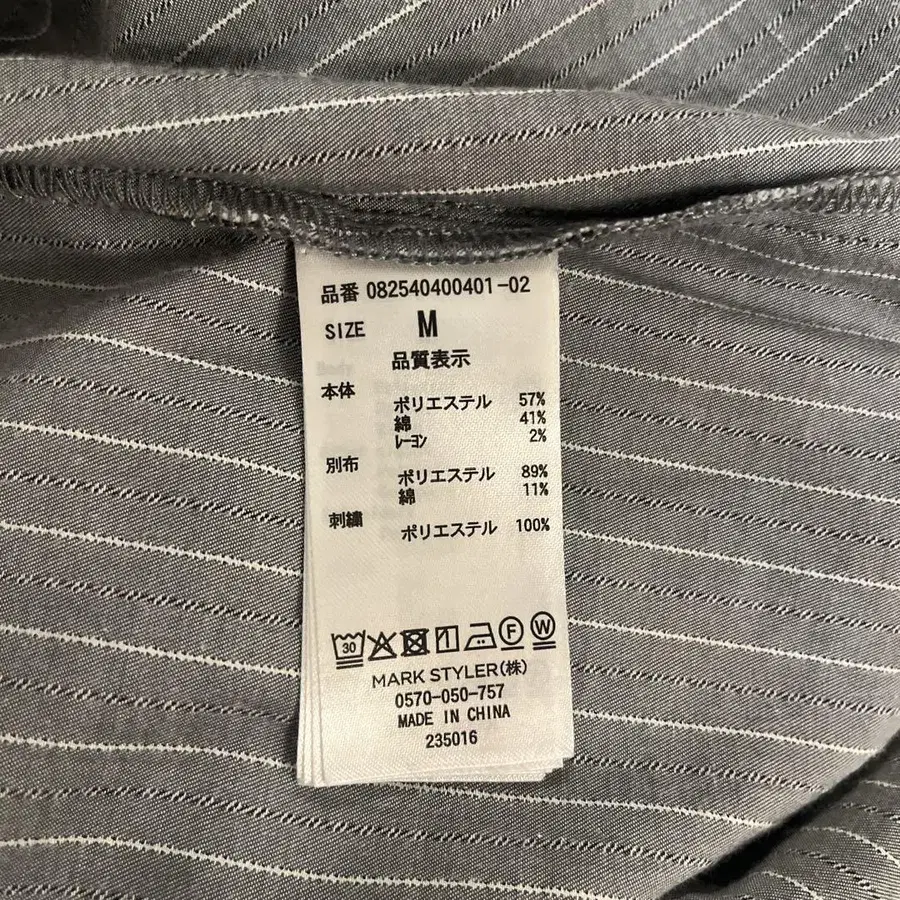 品番 082540400401-02
SIZE M
品質表示
本体
ポリエステル 57%
綿 41%
レーヨン 2%
別布
ポリエステル 89%
綿 11%
刺繍
ポリエステル 100%
30 F W
MARK STYLER(株)
0570-050-757
MADE IN CHINA
235016